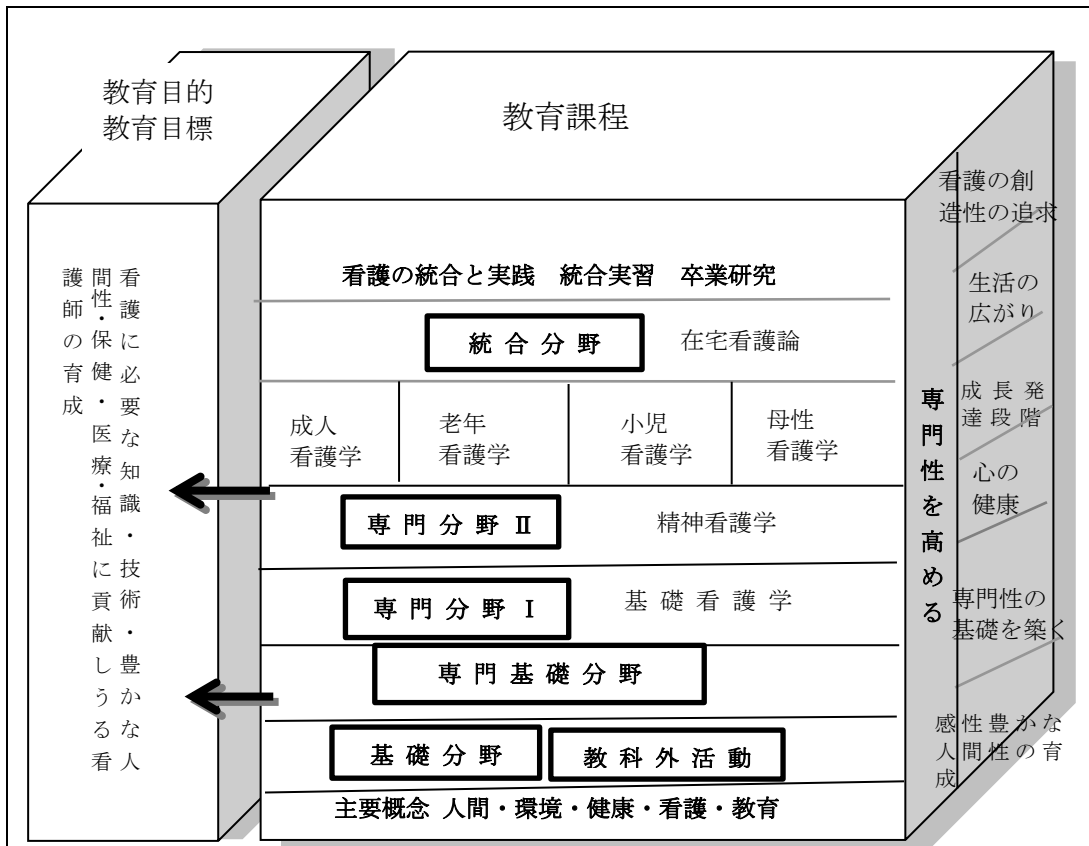 教育目的
教育目標
看護に必要な知識・技術・豊かな人
間性・保健・医療・福祉に貢献しうる看
護師の育成
教育課程
看護の統合と実践 統合実習 卒業研究
統合分野 在宅看護論
成人
看護学
老年
看護学
小児
看護学
母性
看護学
専門分野Ⅱ 精神看護学
専門分野Ⅰ 基礎看護学
専門基礎分野
基礎分野 教科外活動
主要概念 人間・環境・健康・看護・教育
専門性を高める
看護の創
造性の追求
生活の
広がり
成長発
達段階
心の
健康
専門性の
基礎を築く
感性豊かな
人間性の育
成